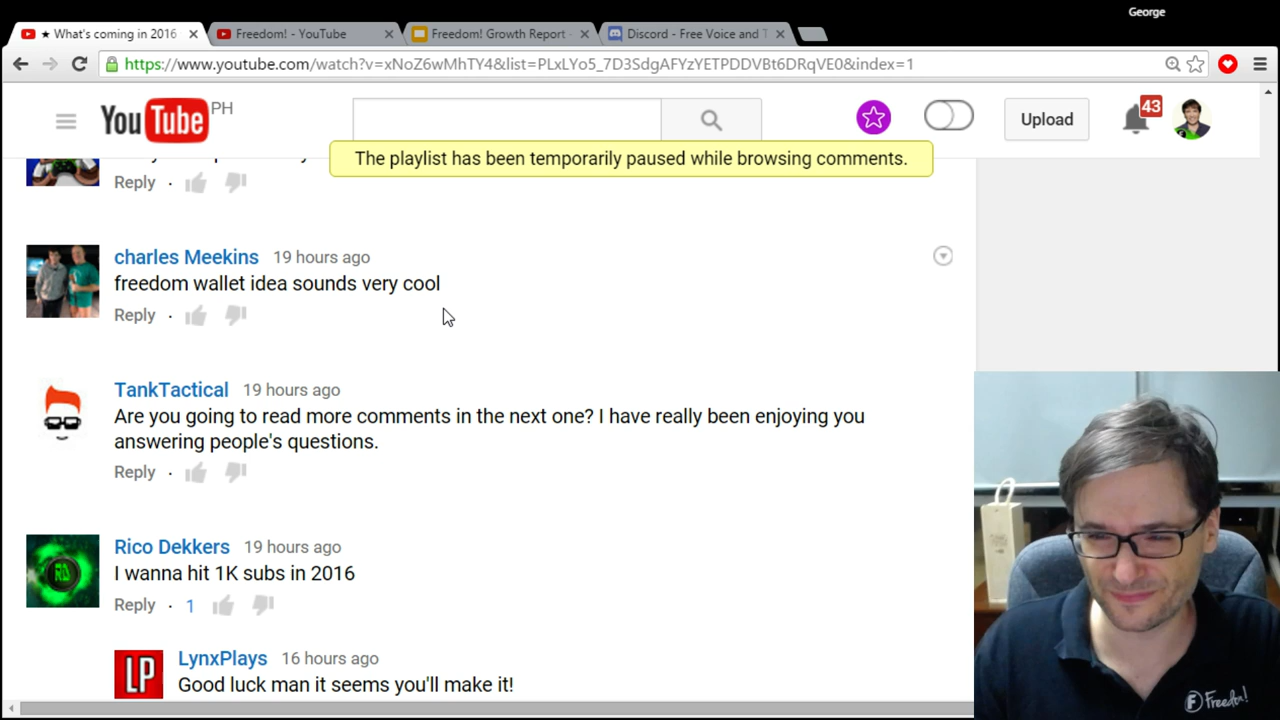 George
★ What's coming in 2016
Freedom! - YouTube
Freedom! Growth Report -
Discord - Free Voice and T
https://www.youtube.com/watch?v=xNoZ6wMhTY4&list=PLxLYo5_7D3SdgAFYzYETPDDVBt6DRqVE0&index=1
YouTube PH
Upload
43
The playlist has been temporarily paused while browsing comments.
Reply ·
charles Meekins 19 hours ago
freedom wallet idea sounds very cool
Reply ·
TankTactical 19 hours ago
Are you going to read more comments in the next one? I have really been enjoying you
answering people's questions.
Reply ·
Rico Dekkers 19 hours ago
I wanna hit 1K subs in 2016
Reply · 1
LP
LynxPlays 16 hours ago
Good luck man it seems you'll make it!
Freedom!